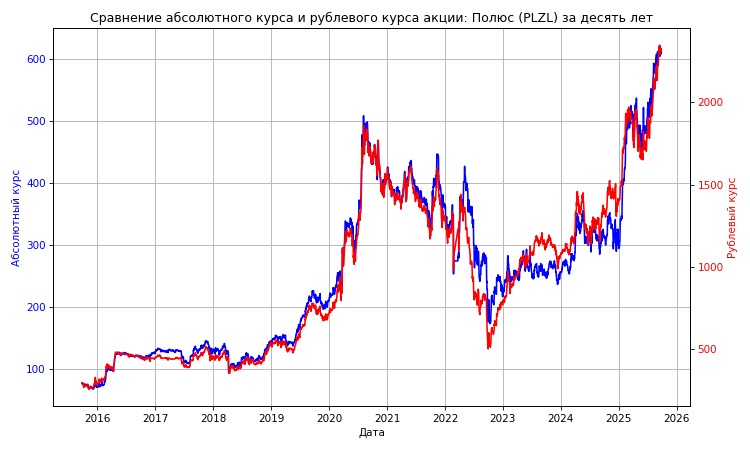 Сравнение абсолютного курса и рублевого курса акции: Полюс (PLZL) за десять лет
600
500
400
300
200
100
Абсолютный курс
2000
1500
1000
500
Рублевый курс
2016 2017 2018 2019 2020 2021 2022 2023 2024 2025 2026
Дата